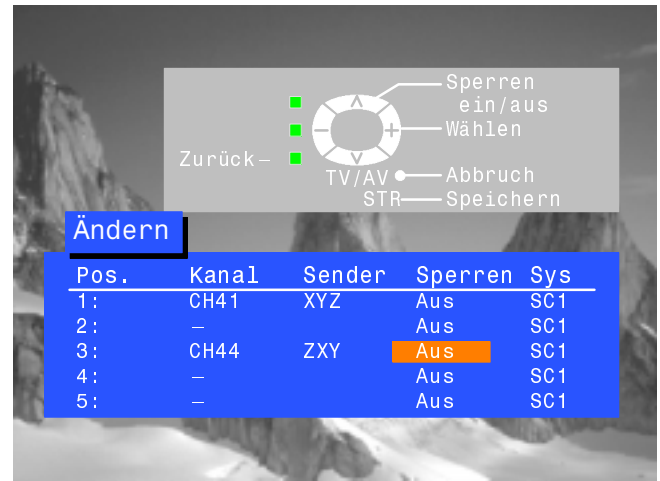 Sperren
ein/aus
Wählen
Zurück–
TV/AV Abbruch
STR Speichern
Ändern
Pos. Kanal Sender Sperren Sys
1: CH41 XYZ Aus SC1
2: – Aus SC1
3: CH44 ZXY Aus SC1
4: – Aus SC1
5: – Aus SC1